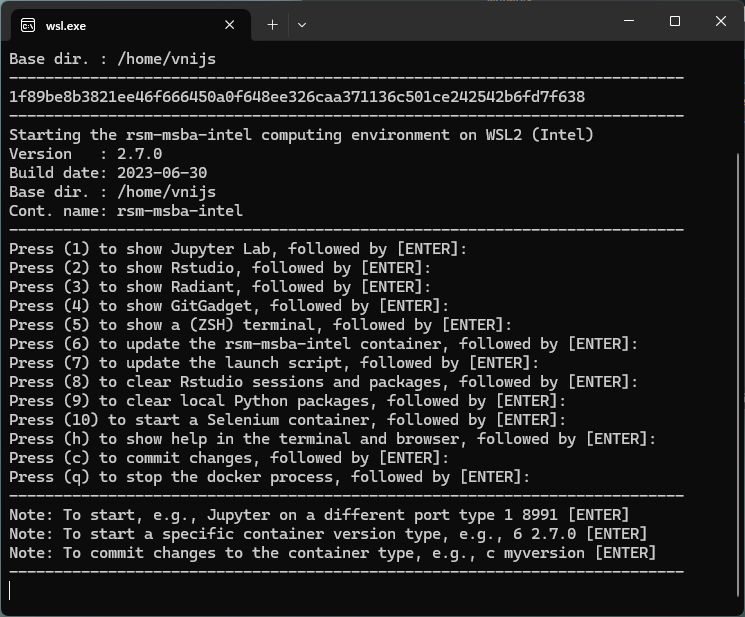 wsl.exe
Base dir. : /home/vnijs
---------------------------------------------------------------------------
1f89be8b3821ee46f666450a0f648ee326caa371136c501ce242542b6fd7f638
---------------------------------------------------------------------------
Starting the rsm-msba-intel computing environment on WSL2 (Intel)
Version   : 2.7.0
Build date: 2023-06-30
Base dir. : /home/vnijs
Cont. name: rsm-msba-intel
---------------------------------------------------------------------------
Press (1) to show Jupyter Lab, followed by [ENTER]:
Press (2) to show Rstudio, followed by [ENTER]:
Press (3) to show Radiant, followed by [ENTER]:
Press (4) to show GitGadget, followed by [ENTER]:
Press (5) to show a (ZSH) terminal, followed by [ENTER]:
Press (6) to update the rsm-msba-intel container, followed by [ENTER]:
Press (7) to update the launch script, followed by [ENTER]:
Press (8) to clear Rstudio sessions and packages, followed by [ENTER]:
Press (9) to clear local Python packages, followed by [ENTER]:
Press (10) to start a Selenium container, followed by [ENTER]:
Press (h) to show help in the terminal and browser, followed by [ENTER]:
Press (c) to commit changes, followed by [ENTER]:
Press (q) to stop the docker process, followed by [ENTER]:
---------------------------------------------------------------------------
Note: To start, e.g., Jupyter on a different port type 1 8991 [ENTER]
Note: To start a specific container version type, e.g., 6 2.7.0 [ENTER]
Note: To commit changes to the container type, e.g., c myversion [ENTER]
---------------------------------------------------------------------------